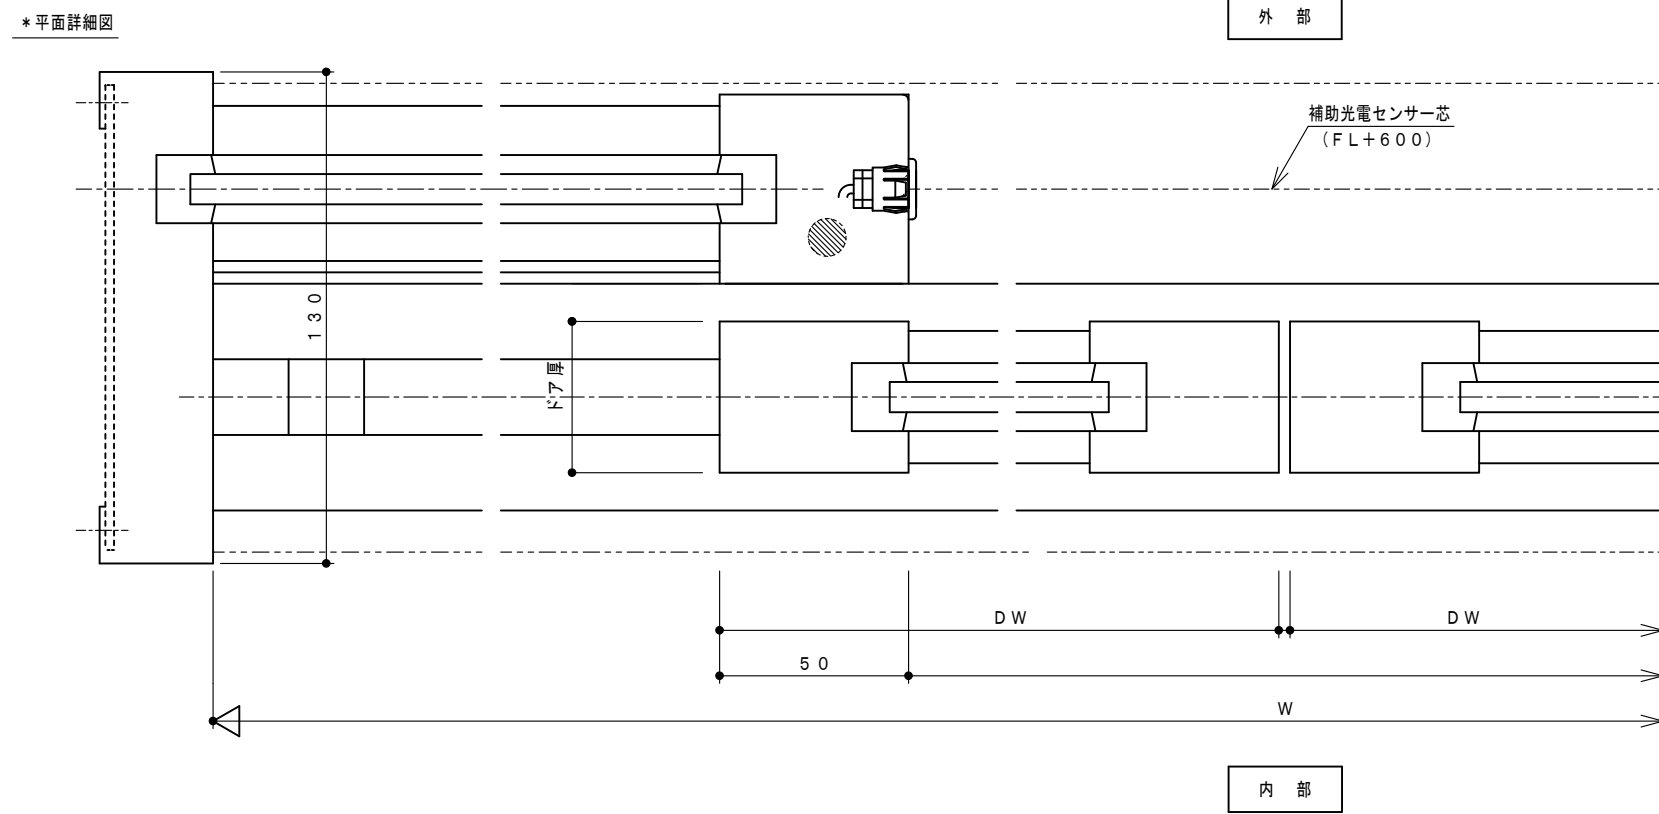 *平面詳細図
外 部
補助光電センサー芯
(FL+600)
130
ドア厚
DW
DW
50
W
内 部